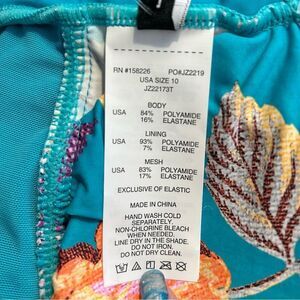 RN #158226 PO#JZ2219
USA SIZE 10
JZ22173T
BODY
USA 84% POLYAMIDE
16% ELASTANE
LINING
USA 93% POLYAMIDE
7% ELASTANE
MESH
USA 83% POLYAMIDE
17% ELASTANE
EXCLUSIVE OF ELASTIC
MADE IN CHINA
HAND WASH COLD
SEPARATELY.
NON-CHLORINE BLEACH
WHEN NEEDED.
LINE DRY IN THE SHADE.
DO NOT IRON.
DO NOT DRY CLEAN.